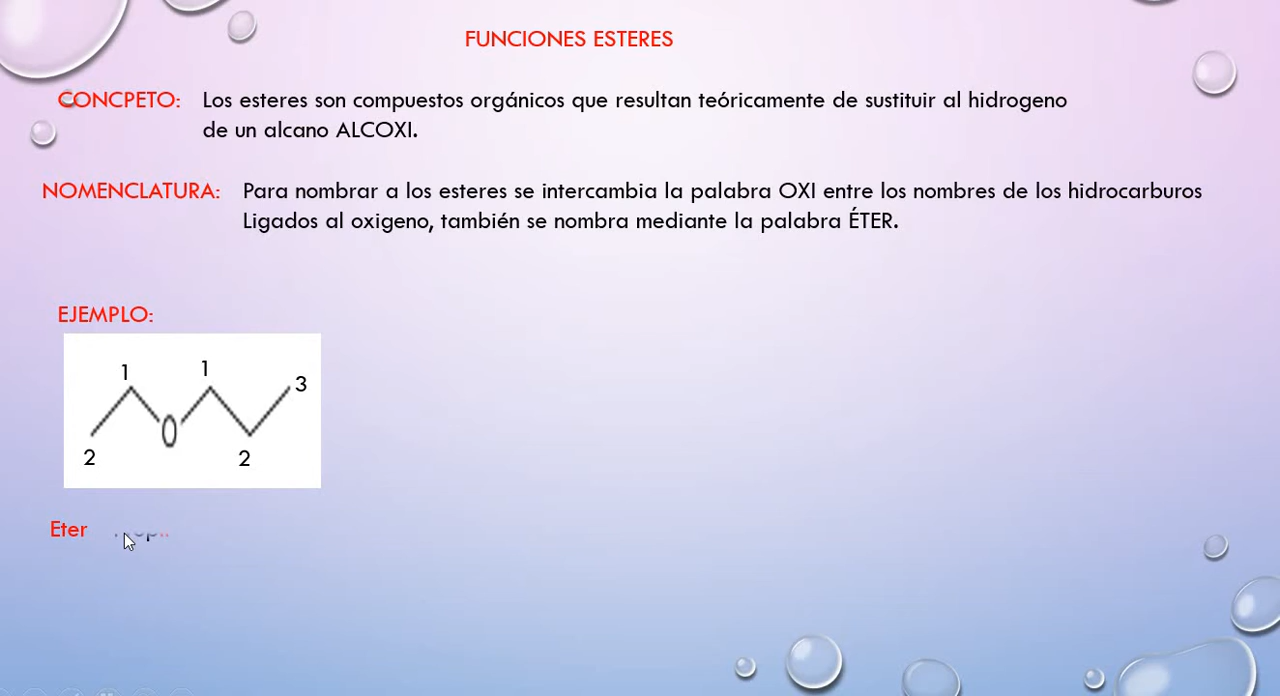 FUNCIONES ESTERES
CONCPETO: Los esteres son compuestos orgánicos que resultan teóricamente de sustituir al hidrogeno
de un alcano ALCOXI.
NOMENCLATURA: Para nombrar a los esteres se intercambia la palabra OXI entre los nombres de los hidrocarburos
Ligados al oxigeno, también se nombra mediante la palabra ÉTER.
EJEMPLO:
1 1 3
O
2 2
Eter